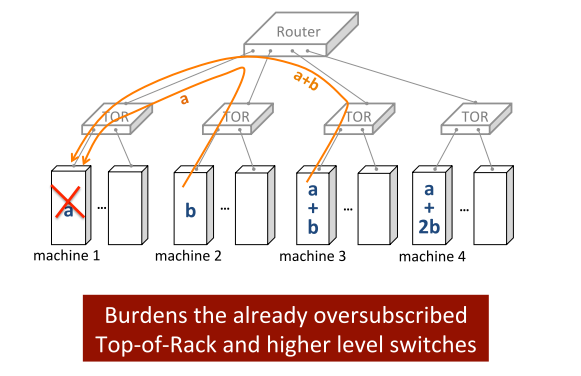 Router
a
a+b
TOR
TOR
TOR
TOR
a
...
b
...
a
+
b
...
a
+
2b
...
machine 1
machine 2
machine 3
machine 4
Burdens the already oversubscribed
Top-of-Rack and higher level switches